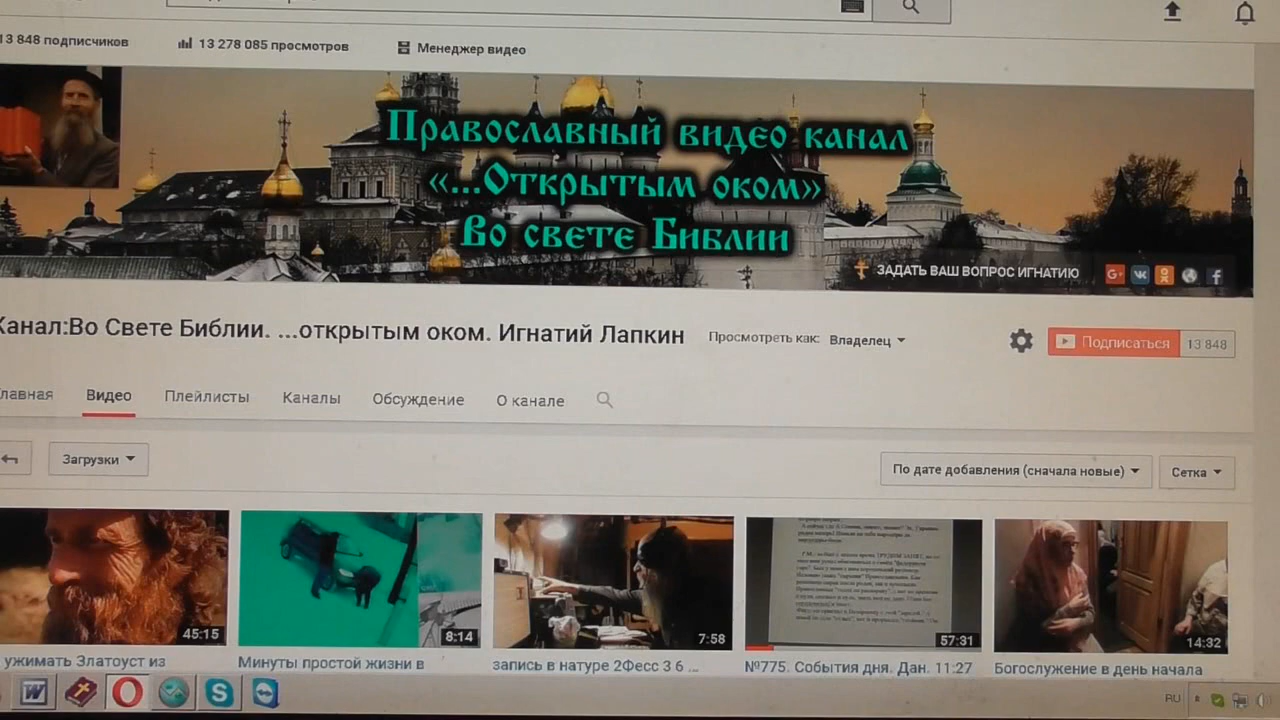 13 848 подписчиков
13 278 085 просмотров
Менеджер видео
Православный видео канал
«...Открытым оком»
Во свете Библии
ЗАДАТЬ ВАШ ВОПРОС ИГНАТИЮ
Канал:Во Свете Библии. ...открытым оком. Игнатий Лапкин
Просмотреть как: Владелец
Подписаться 13 848
лавная Видео Плейлисты Каналы Обсуждение О канале
Загрузки
По дате добавления (сначала новые)
Сетка
45:15
8:14
7:58
57:31
14:32
ужимать Златоуст из
Минуты простой жизни в
запись в натуре 2Фесс 3 6 ...
№775. События дня. Дан. 11:27
Богослужение в день начала
RU